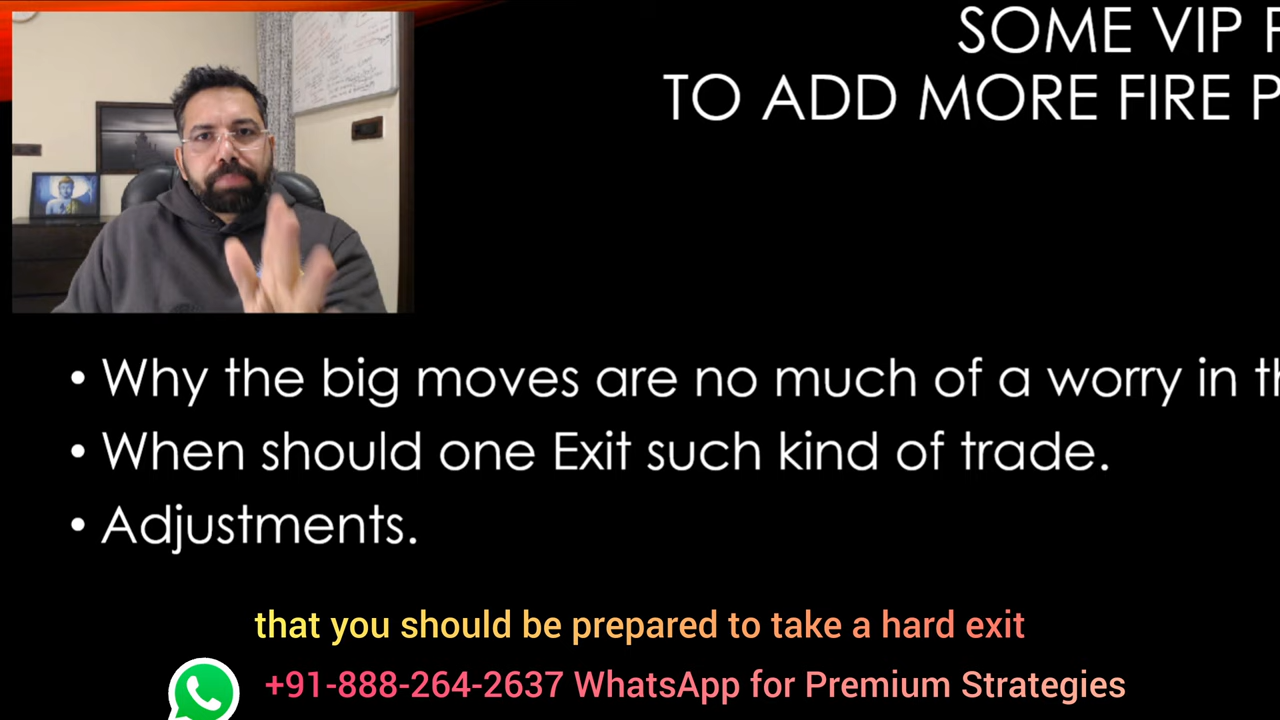 SOME VIP
TO ADD MORE FIRE
• Why the big moves are no much of a worry in
• When should one Exit such kind of trade.
• Adjustments.
that you should be prepared to take a hard exit
+91-888-264-2637 WhatsApp for Premium Strategies